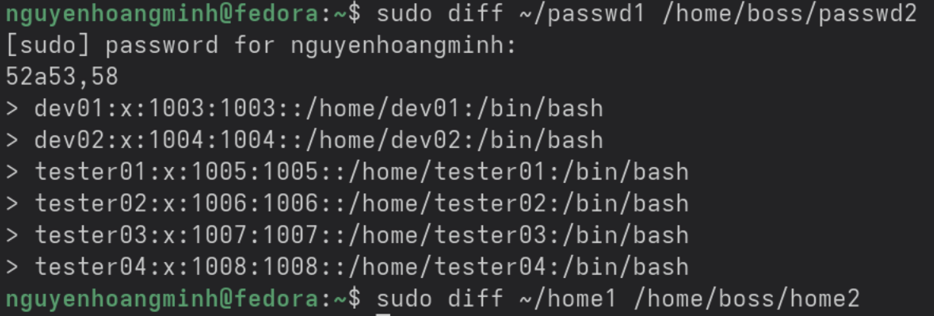 nguyenhoangminh@fedora:~$ sudo diff ~/passwd1 /home/boss/passwd2
[sudo] password for nguyenhoangminh:
52a53,58
> dev01:x:1003:1003::/home/dev01:/bin/bash
> dev02:x:1004:1004::/home/dev02:/bin/bash
> tester01:x:1005:1005::/home/tester01:/bin/bash
> tester02:x:1006:1006::/home/tester02:/bin/bash
> tester03:x:1007:1007::/home/tester03:/bin/bash
> tester04:x:1008:1008::/home/tester04:/bin/bash
nguyenhoangminh@fedora:~$ sudo diff ~/home1 /home/boss/home2